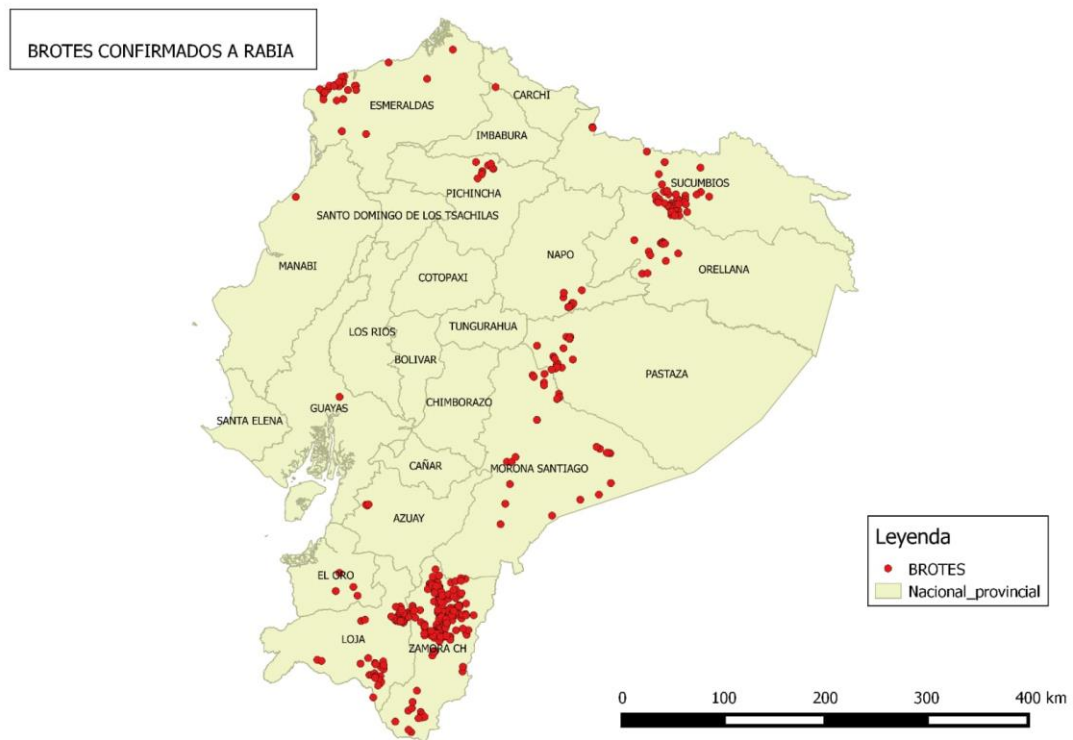 BROTES CONFIRMADOS A RABIA
CARCHI
ESMERALDAS
IMBABURA
SUCUMBIOS
PICHINCHA
SANTO DOMINGO DE LOS TSACHILAS
NAPO
MANABI
ORELLANA
COTOPAXI
TUNGURAHUA
LOS RIOS
BOLIVAR
PASTAZA
CHIMBORAZO
GUAYAS
SANTA ELENA
CAÑAR
MORONA SANTIAGO
AZUAY
EL ORO
LOJA
ZAMORA CH
Leyenda
BROTES
Nacional_provincial
0 100 200 300 400 km